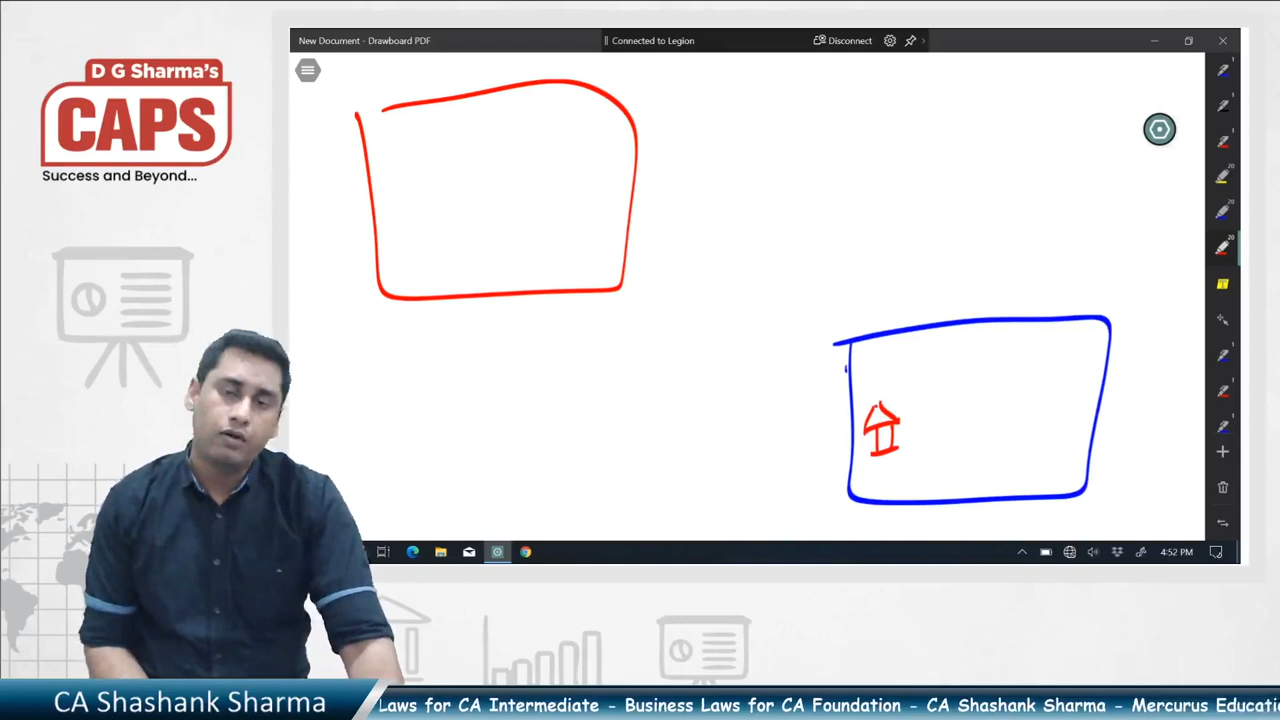 D G Sharma's
CAPS
Success and Beyond...
New Document - Drawboard PDF
Connected to Legion
Disconnect
4:52 PM
CA Shashank Sharma
Laws for CA Intermediate - Business Laws for CA Foundation - CA Shashank Sharma - Mercurus Educati